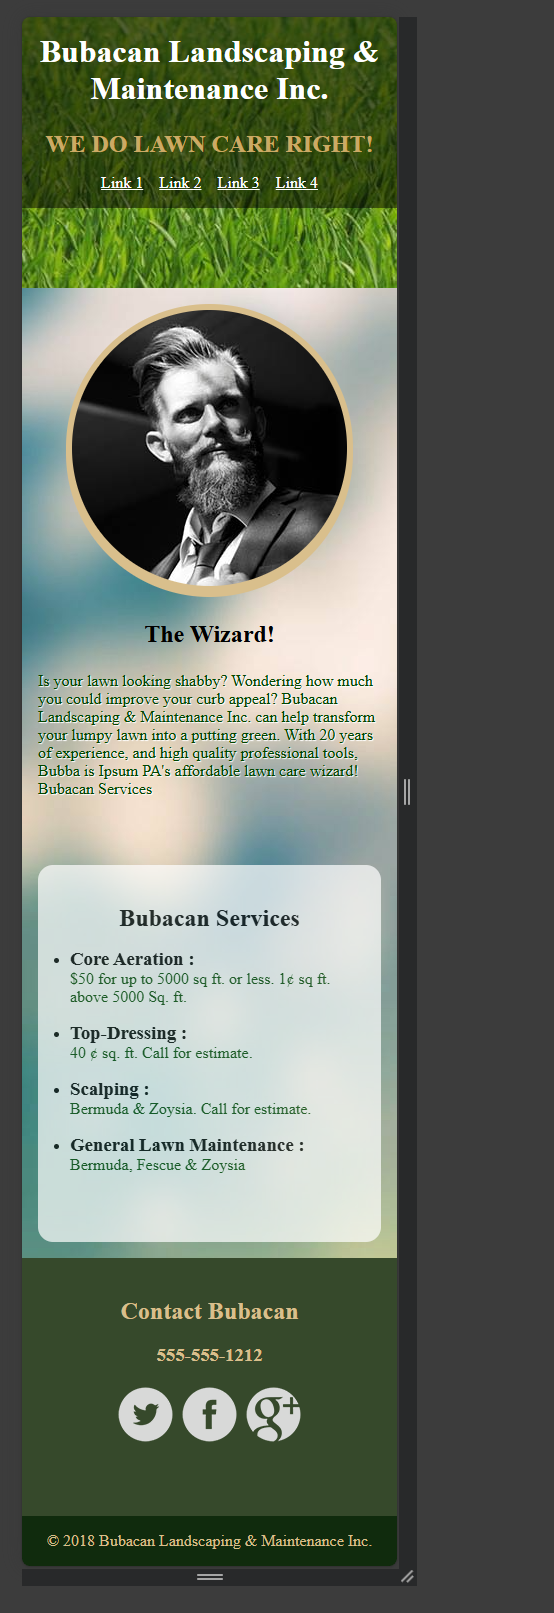 Bubacan Landscaping &
Maintenance Inc.
WE DO LAWN CARE RIGHT!
Link 1 Link 2 Link 3 Link 4
The Wizard!
Is your lawn looking shabby? Wondering how much
you could improve your curb appeal? Bubacan
Landscaping & Maintenance Inc. can help transform
your lumpy lawn into a putting green. With 20 years
of experience, and high quality professional tools,
Bubba is Ipsum PA's affordable lawn care wizard!
Bubacan Services
Bubacan Services
• Core Aeration :
$50 for up to 5000 sq ft. or less. 1¢ sq ft.
above 5000 Sq. ft.
• Top-Dressing :
40 ¢ sq. ft. Call for estimate.
• Scalping :
Bermuda & Zoysia. Call for estimate.
• General Lawn Maintenance :
Bermuda, Fescue & Zoysia
Contact Bubacan
555-555-1212
f g+
© 2018 Bubacan Landscaping & Maintenance Inc.